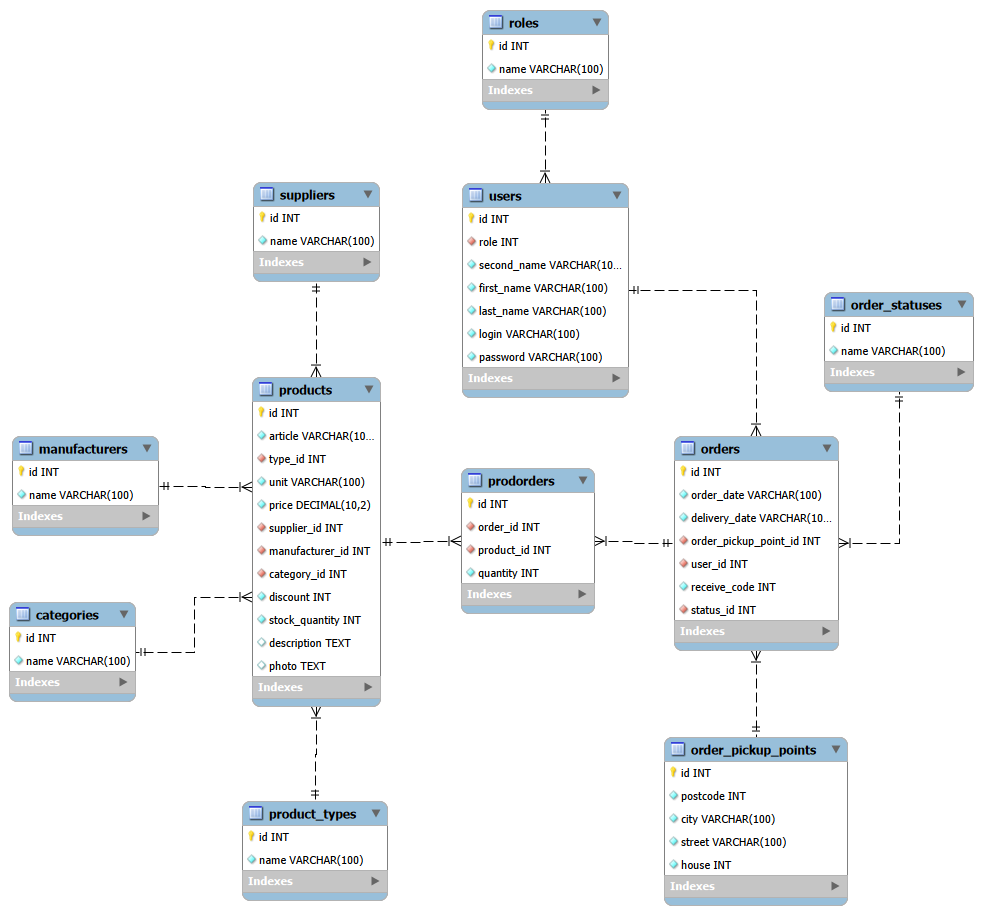 roles
id INT
name VARCHAR(100)
Indexes
suppliers
id INT
name VARCHAR(100)
Indexes
users
id INT
role INT
second_name VARCHAR(10...
first_name VARCHAR(100)
last_name VARCHAR(100)
login VARCHAR(100)
password VARCHAR(100)
Indexes
order_statuses
id INT
name VARCHAR(100)
Indexes
products
id INT
article VARCHAR(10...
type_id INT
unit VARCHAR(100)
price DECIMAL(10,2)
supplier_id INT
manufacturer_id INT
category_id INT
discount INT
stock_quantity INT
description TEXT
photo TEXT
Indexes
manufacturers
id INT
name VARCHAR(100)
Indexes
prodorders
id INT
order_id INT
product_id INT
quantity INT
Indexes
orders
id INT
order_date VARCHAR(100)
delivery_date VARCHAR(10...
order_pickup_point_id INT
user_id INT
receive_code INT
status_id INT
Indexes
categories
id INT
name VARCHAR(100)
Indexes
order_pickup_points
id INT
postcode INT
city VARCHAR(100)
street VARCHAR(100)
house INT
Indexes
product_types
id INT
name VARCHAR(100)
Indexes